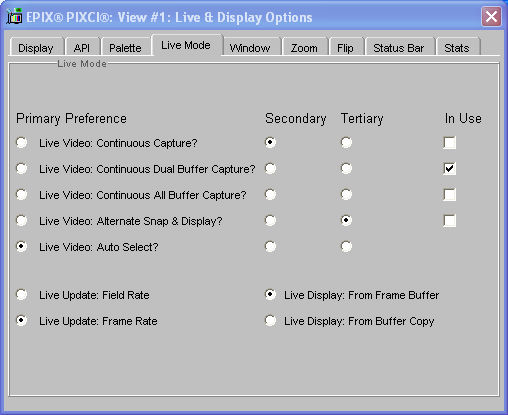 EPIX® PIXCI®: View #1: Live & Display Options
Display API Palette Live Mode Window Zoom Flip Status Bar Stats
Live Mode
Primary Preference Secondary Tertiary In Use
Live Video: Continuous Capture?
Live Video: Continuous Dual Buffer Capture?
Live Video: Continuous All Buffer Capture?
Live Video: Alternate Snap & Display?
Live Video: Auto Select?
Live Update: Field Rate Live Display: From Frame Buffer
Live Update: Frame Rate Live Display: From Buffer Copy